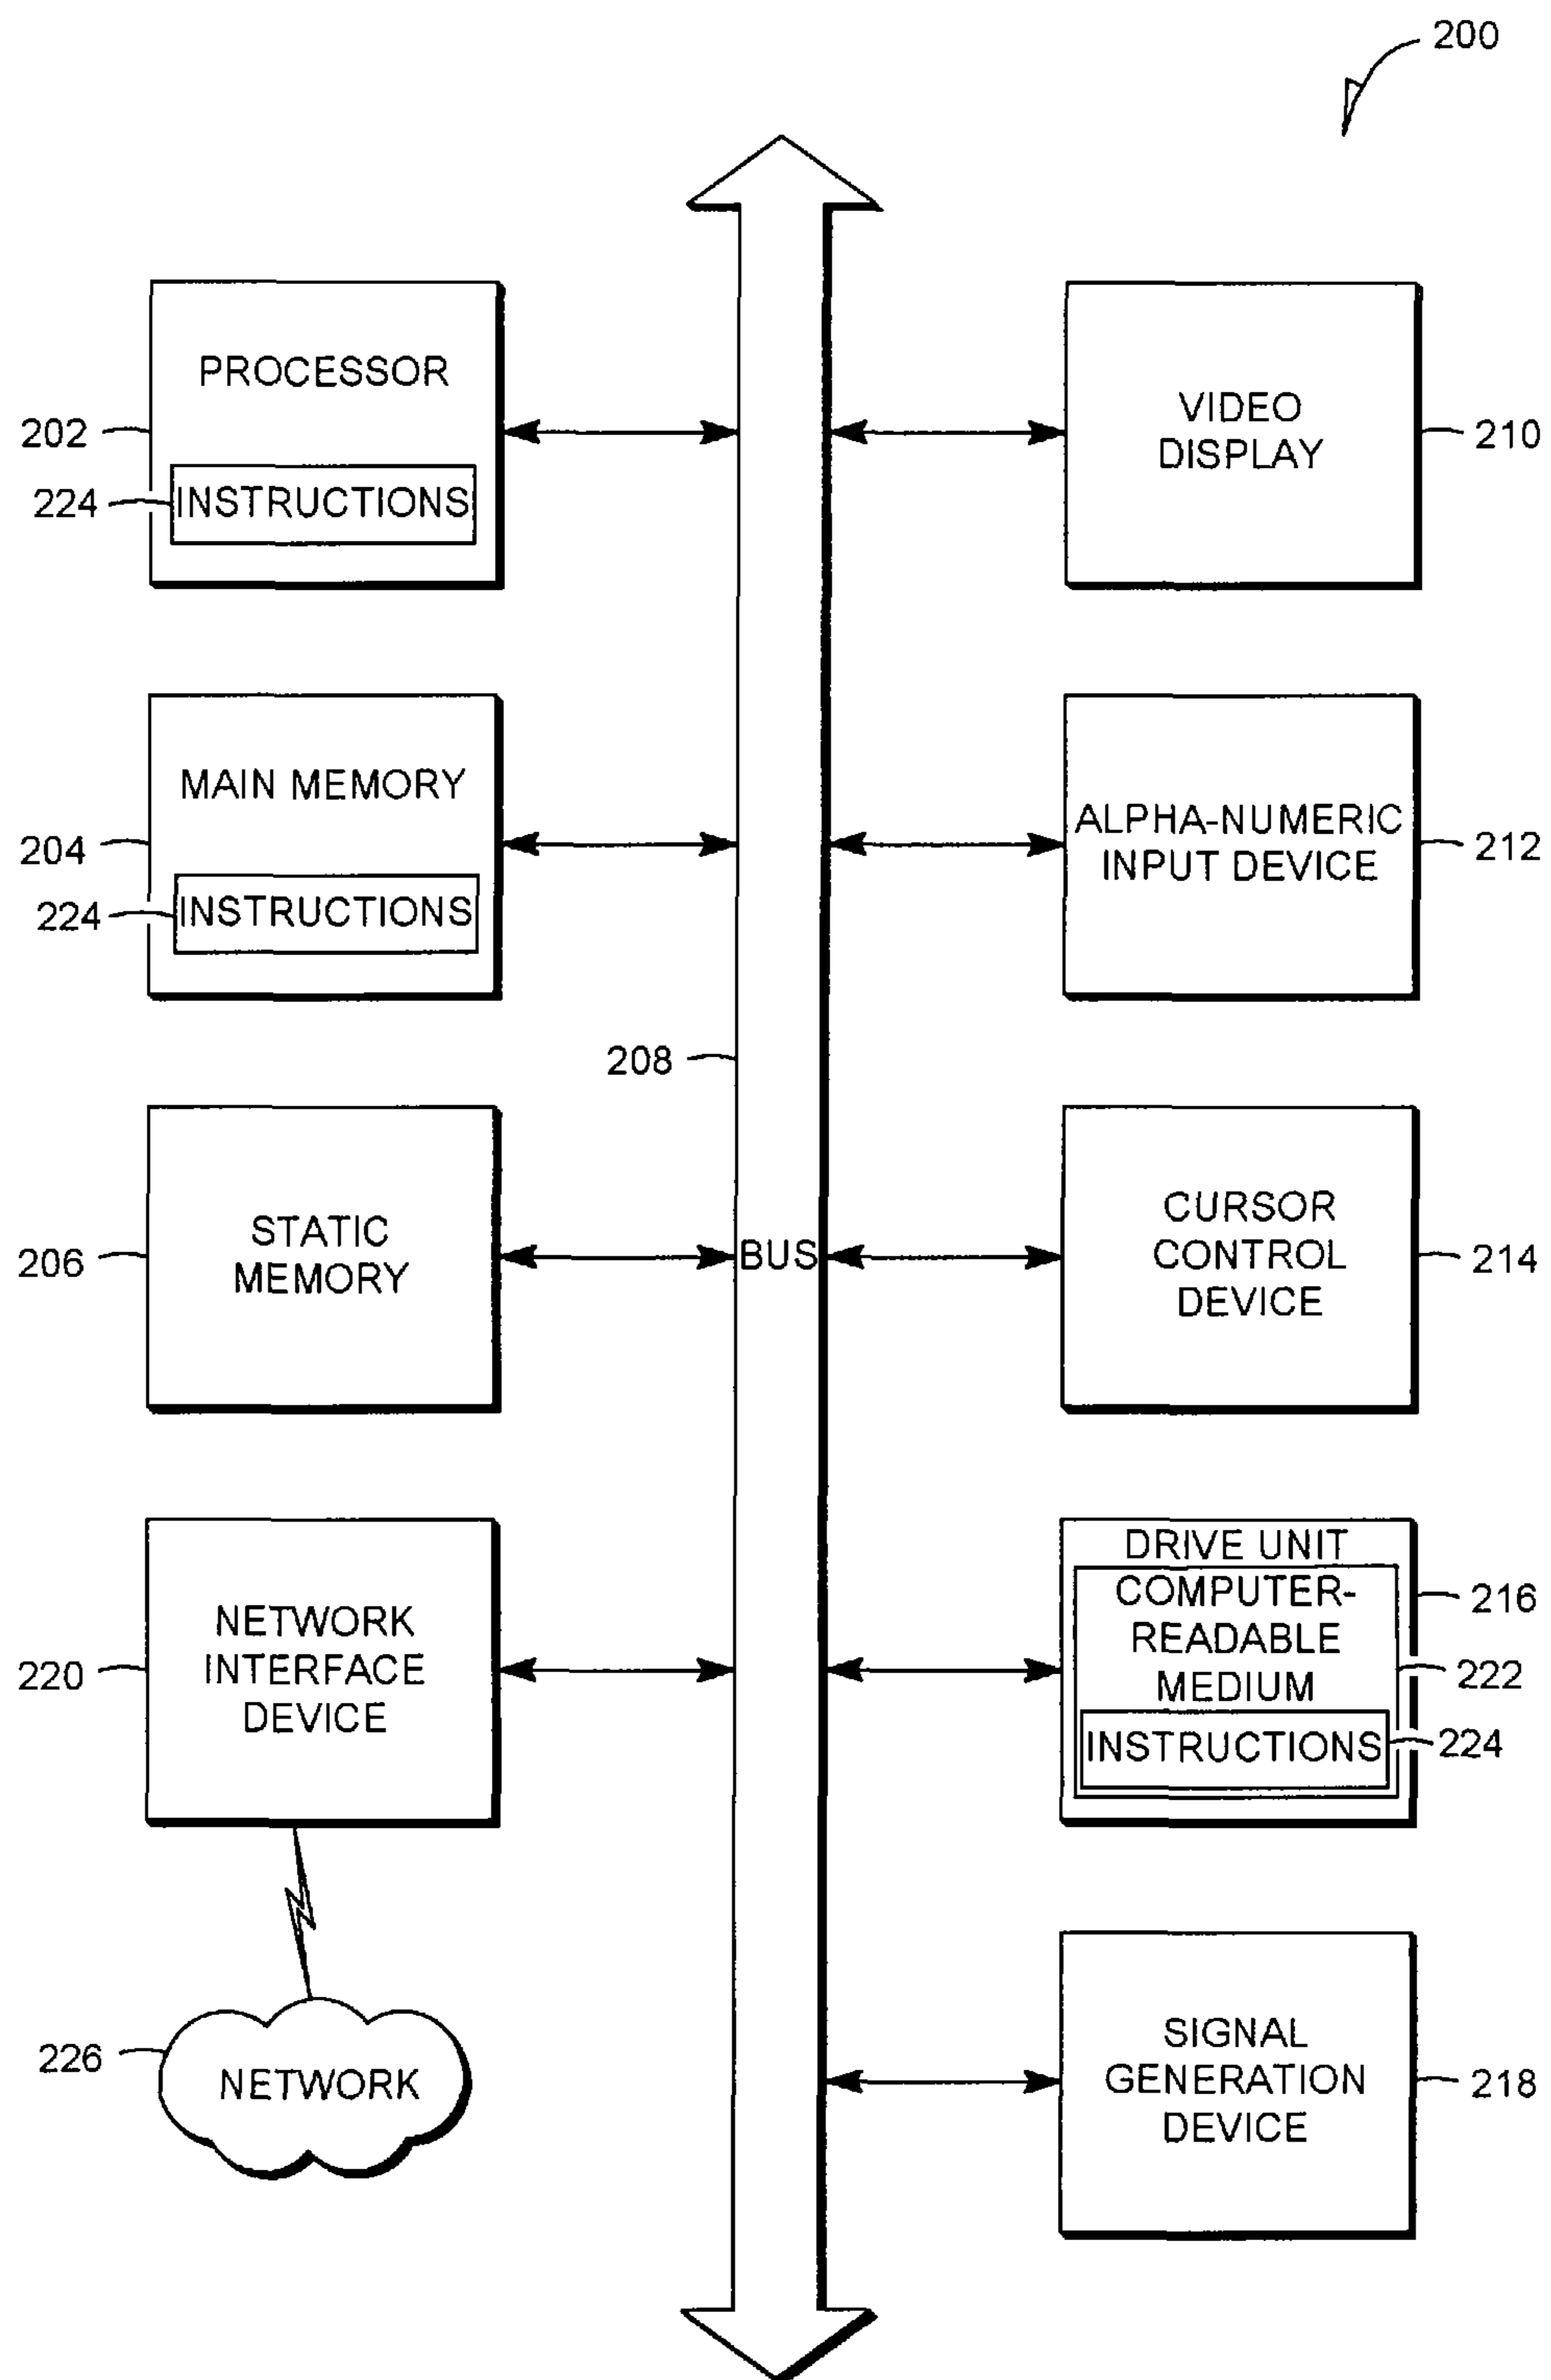 200
PROCESSOR
202
224
INSTRUCTIONS
VIDEO
DISPLAY
210
MAIN MEMORY
204
224
INSTRUCTIONS
ALPHA-NUMERIC
INPUT DEVICE
212
208
STATIC
MEMORY
206
BUS
CURSOR
CONTROL
DEVICE
214
NETWORK
INTERFACE
DEVICE
220
DRIVE UNIT
COMPUTER-
READABLE
MEDIUM
216
222
INSTRUCTIONS
224
226
NETWORK
SIGNAL
GENERATION
DEVICE
218